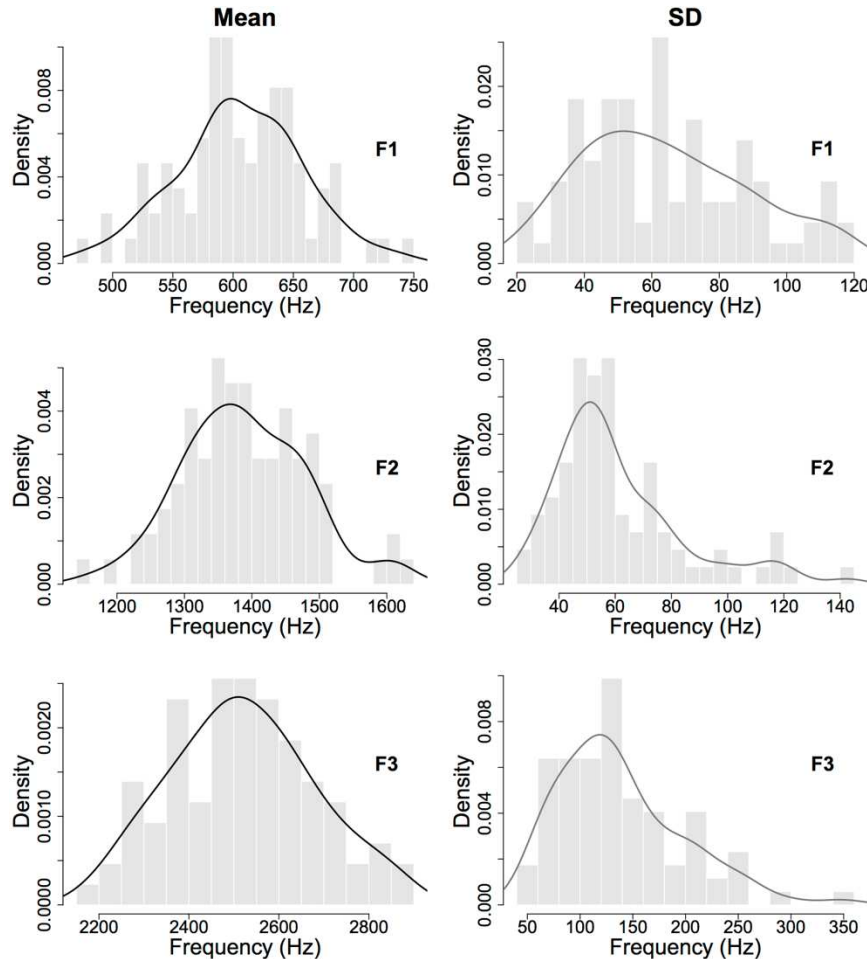 Mean
SD
Density
0.000
0.004
0.008
F1
500 550 600 650 700 750
Frequency (Hz)
Density
0.000
0.010
0.020
F1
20 40 60 80 100 120
Frequency (Hz)
Density
0.000
0.002
0.004
F2
1200 1300 1400 1500 1600
Frequency (Hz)
Density
0.000
0.010
0.020
0.030
F2
40 60 80 100 120 140
Frequency (Hz)
Density
0.0000
0.0010
0.0020
F3
2200 2400 2600 2800
Frequency (Hz)
Density
0.000
0.004
0.008
F3
50 100 150 200 250 300 350
Frequency (Hz)